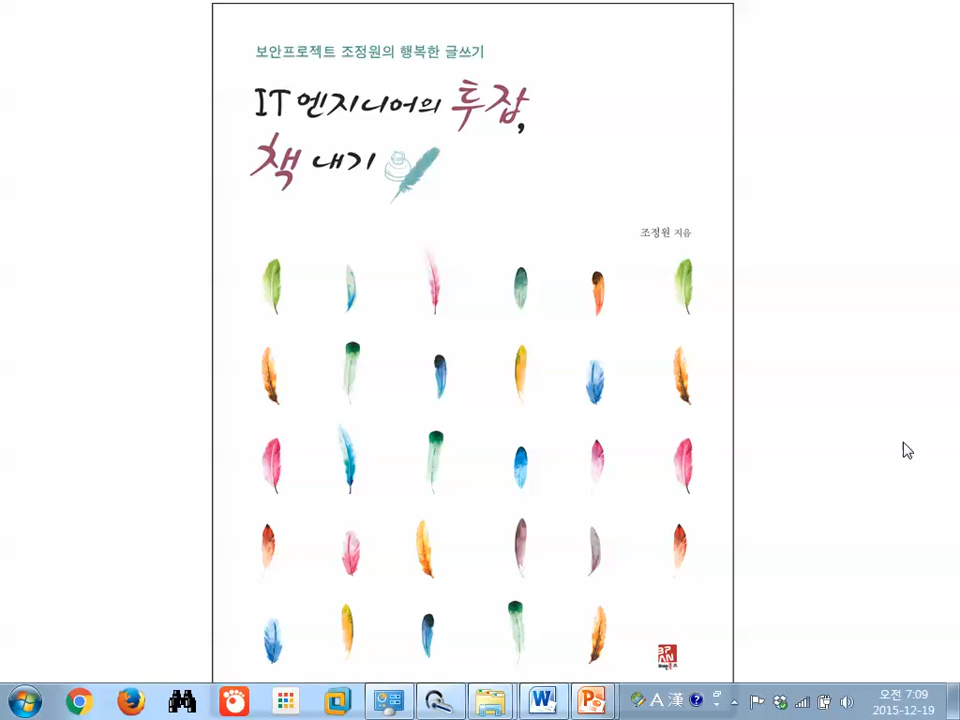 보안프로젝트 조정원의 행복한 글쓰기
IT 엔지니어의 투잡,
책 내기
조정원 지음
BPAN
A 漢
오전 7:09
2015-12-19